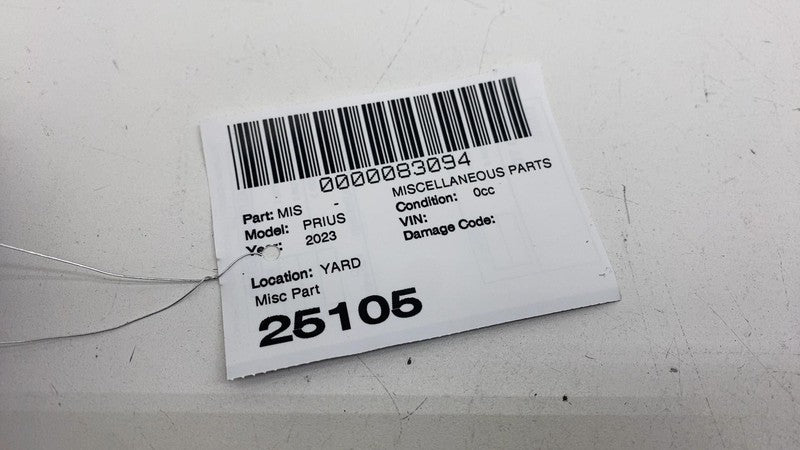 0000083094
Part: MIS - MISCELLANEOUS PARTS
Model: PRIUS Condition: 0cc
Year: 2023 VIN:
Damage Code:
Location: YARD
Misc Part
25105